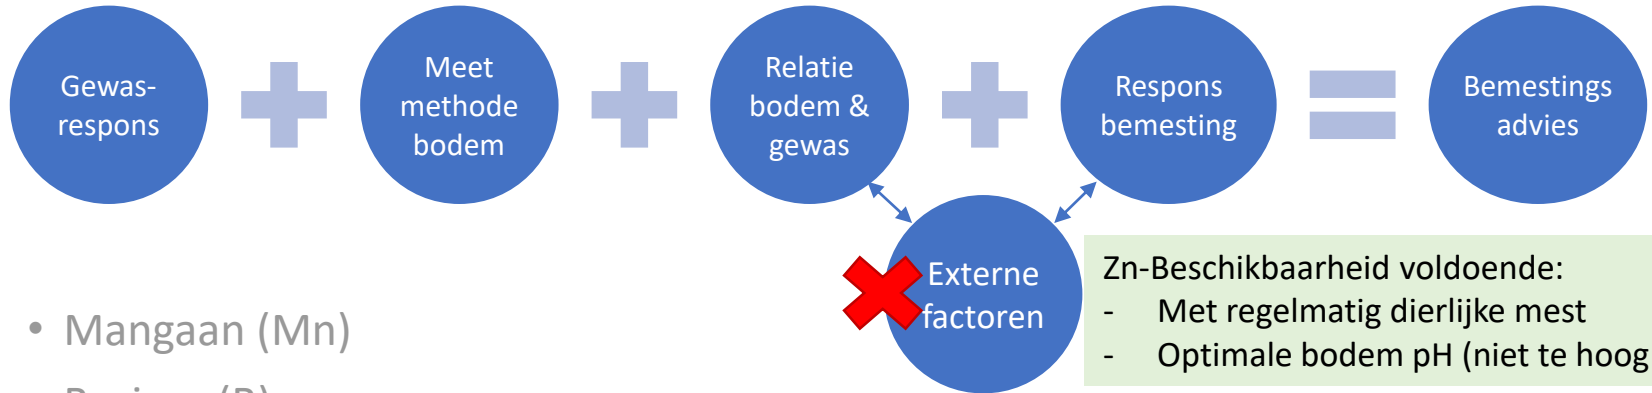 Gewas-
respons
Meet
methode
bodem
Relatie
bodem &
gewas
Respons
bemesting
Bemestings
advies
Externe
factoren
Zn-Beschikbaarheid voldoende:
- Met regelmatig dierlijke mest
- Optimale bodem pH (niet te hoog
• Mangaan (Mn)